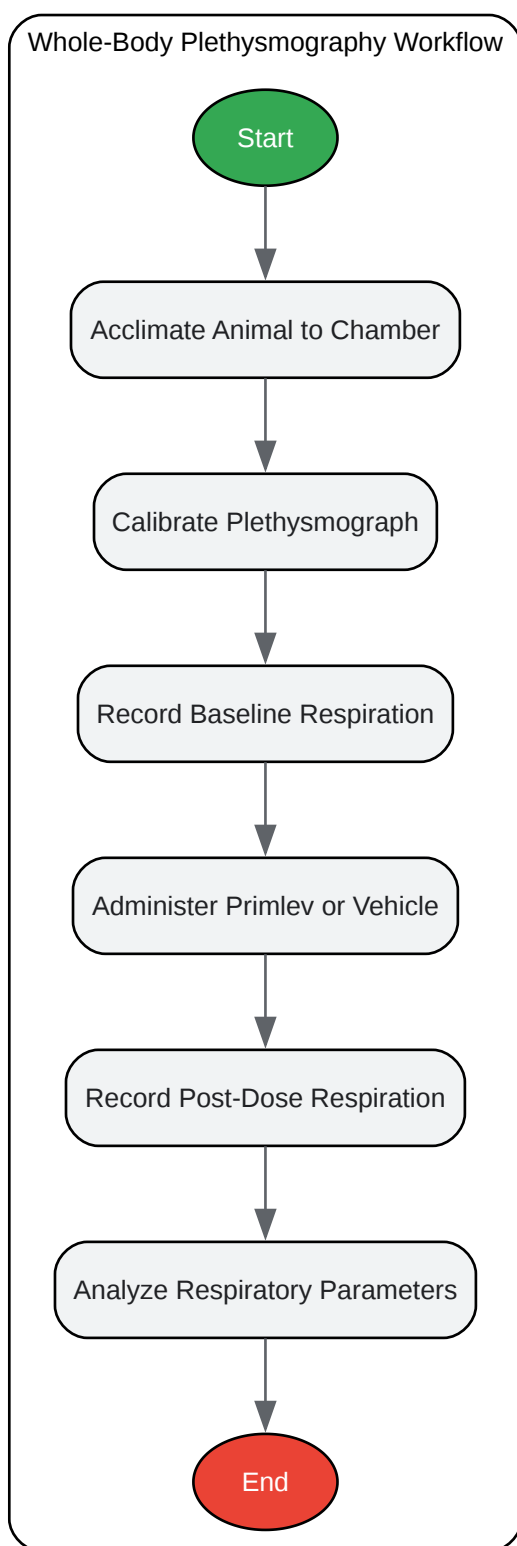 Whole-Body Plethysmography Workflow
Start
Acclimate Animal to Chamber
Calibrate Plethysmograph
Record Baseline Respiration
Administer Primlev or Vehicle
Record Post-Dose Respiration
Analyze Respiratory Parameters
End